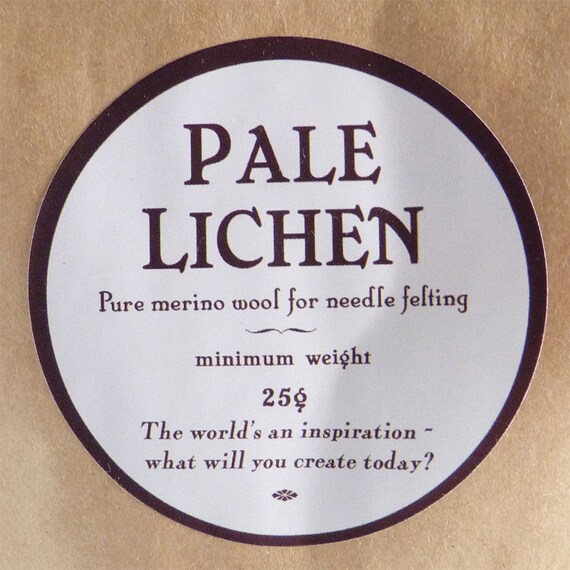 PALE
LICHEN
Pure merino wool for needle felting
minimum weight
25g
The world's an inspiration ~
what will you create today?